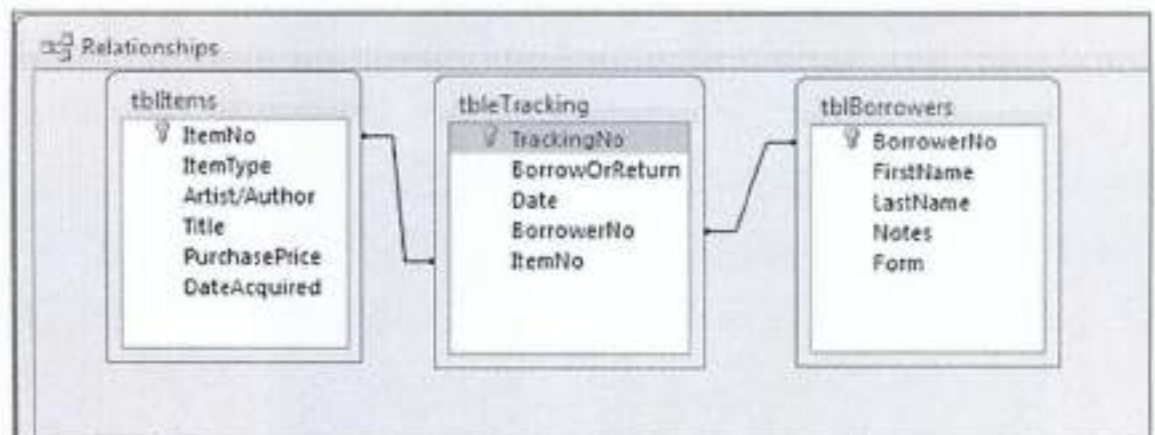 Relationships
tblItems
ItemNo
ItemType
Artist/Author
Title
PurchasePrice
DateAcquired
tbleTracking
TrackingNo
BorrowOrReturn
Date
BorrowerNo
ItemNo
tblBorrowers
BorrowerNo
FirstName
LastName
Notes
Form